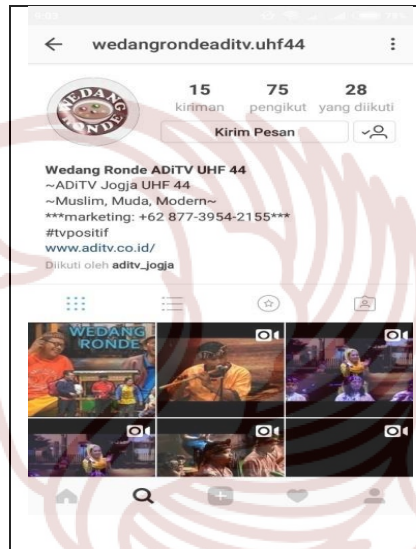 wedangrondeaditv.uhf44
WEDANG
RONDE
15 75 28
kiriman pengikut yang diikuti
Kirim Pesan
Wedang Ronde ADiTV UHF 44
~ADiTV Jogja UHF 44
~Muslim, Muda, Modern~
***marketing: +62 877-3954-2155***
#tvpositif
www.aditv.co.id/
Diikuti oleh aditv_jogja
WEDANG
RONDE